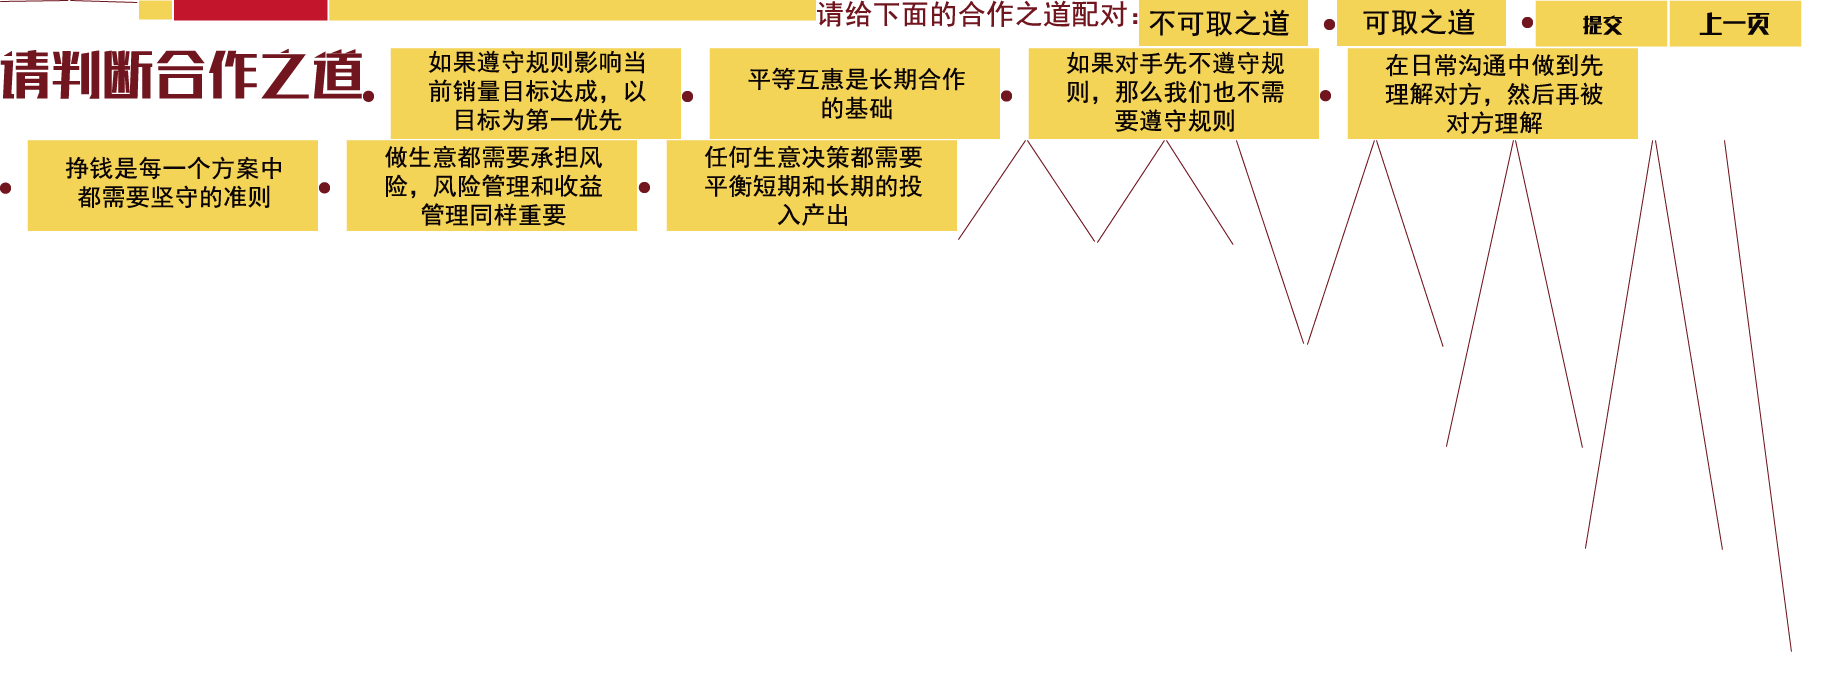 请给下面的合作之道配对：
不可取之道
可取之道
提交
上一页
请判断合作之道
如果遵守规则影响当
前销量目标达成，以
目标为第一优先
平等互惠是长期合作
的基础
如果对手先不遵守规
则，那么我们也不需
要遵守规则
在日常沟通中做到先
理解对方，然后再被
对方理解
挣钱是每一个方案中
都需要坚守的准则
做生意都需要承担风
险，风险管理和收益
管理同样重要
任何生意决策都需要
平衡短期和长期的投
入产出